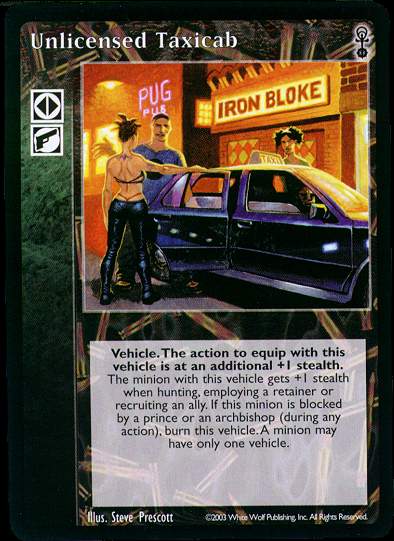 Unlicensed Taxicab
PUG
PUB
IRON BLOKE
TAXI
Vehicle. The action to equip with this
vehicle is at an additional +1 stealth.
The minion with this vehicle gets +1 stealth
when hunting, employing a retainer or
recruiting an ally. If this minion is blocked
by a prince or an archbishop (during any
action), burn this vehicle. A minion may
have only one vehicle.
Illus. Steve Prescott
©2003 White Wolf Publishing, Inc. All Rights Reserved.